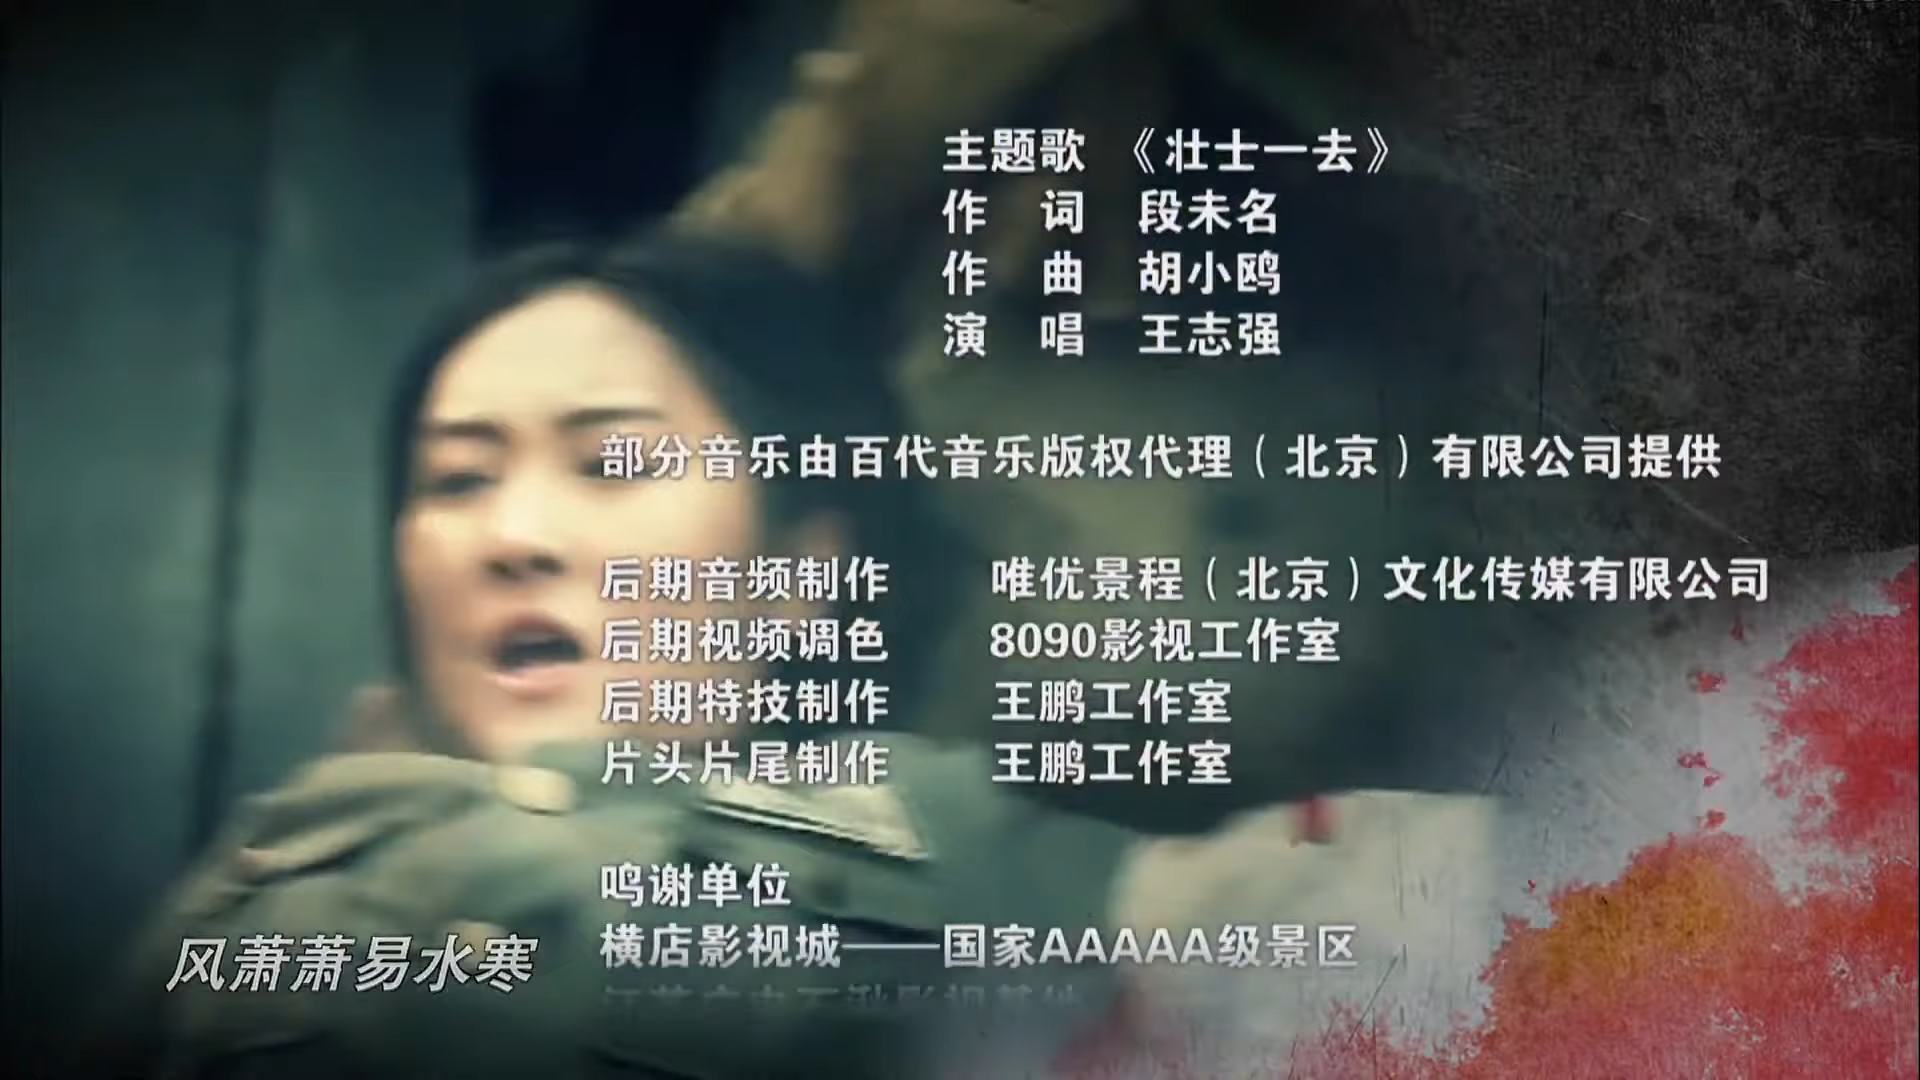 主题歌 《壮士一去》
作 词 段未名
作 曲 胡小鸥
演 唱 王志强
部分音乐由百代音乐版权代理（北京）有限公司提供
后期音频制作 唯优景程（北京）文化传媒有限公司
后期视频调色 8090影视工作室
后期特技制作 王鹏工作室
片头片尾制作 王鹏工作室
鸣谢单位
横店影视城——国家AAAAA级景区
风萧萧易水寒